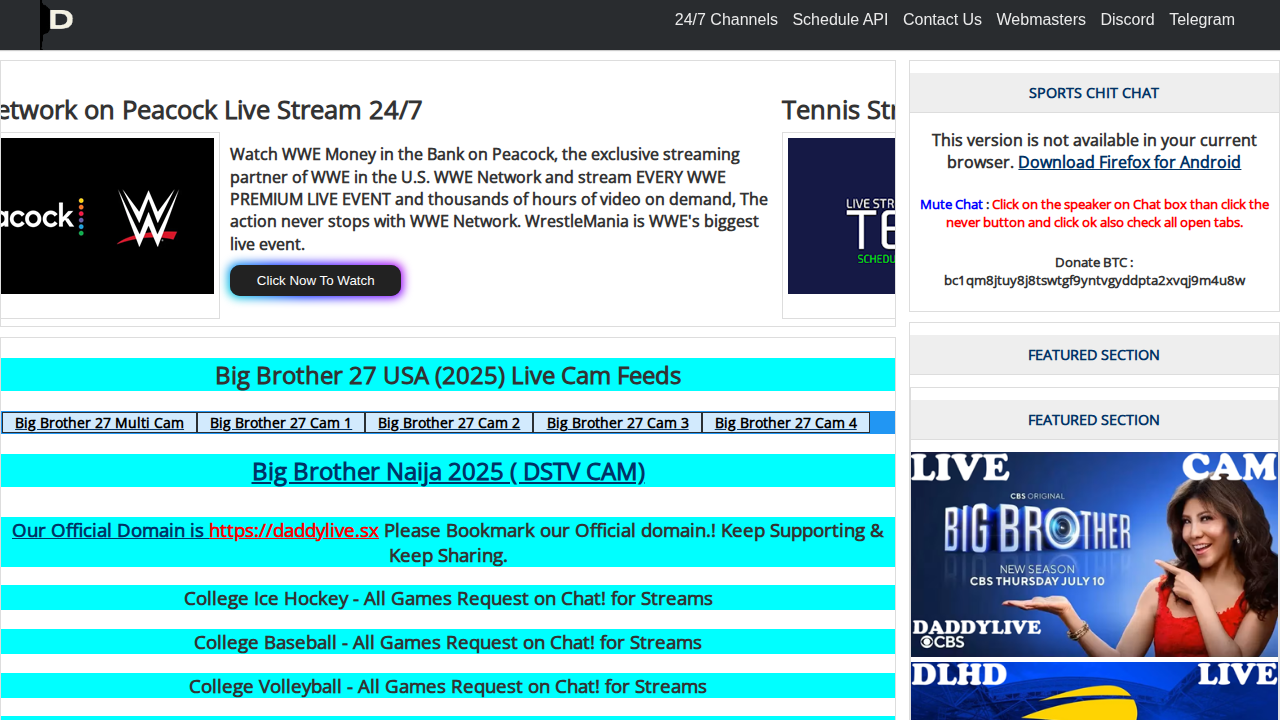 D
24/7 Channels Schedule API Contact Us Webmasters Discord Telegram
etwork on Peacock Live Stream 24/7
acock W
Watch WWE Money in the Bank on Peacock, the exclusive streaming
partner of WWE in the U.S. WWE Network and stream EVERY WWE
PREMIUM LIVE EVENT and thousands of hours of video on demand, The
action never stops with WWE Network. WrestleMania is WWE's biggest
live event.
Click Now To Watch
Tennis Str
LIVE STR
TE
SCHED
Big Brother 27 USA (2025) Live Cam Feeds
Big Brother 27 Multi Cam Big Brother 27 Cam 1 Big Brother 27 Cam 2 Big Brother 27 Cam 3 Big Brother 27 Cam 4
Big Brother Naija 2025 ( DSTV CAM)
Our Official Domain is https://daddylive.sx Please Bookmark our Official domain.! Keep Supporting &
Keep Sharing.
College Ice Hockey - All Games Request on Chat! for Streams
College Baseball - All Games Request on Chat! for Streams
College Volleyball - All Games Request on Chat! for Streams
SPORTS CHIT CHAT
This version is not available in your current
browser. Download Firefox for Android
Mute Chat : Click on the speaker on Chat box than click the
never button and click ok also check all open tabs.
Donate BTC :
bc1qm8jtuy8j8tswtgf9yntvgyddpta2xvqj9m4u8w
FEATURED SECTION
FEATURED SECTION
LIVE CAM
CBS ORIGINAL
BIG BROTHER
NEW SEASON
CBS THURSDAY JULY 10
DADDYLIVE
CBS
DLHD LIVE